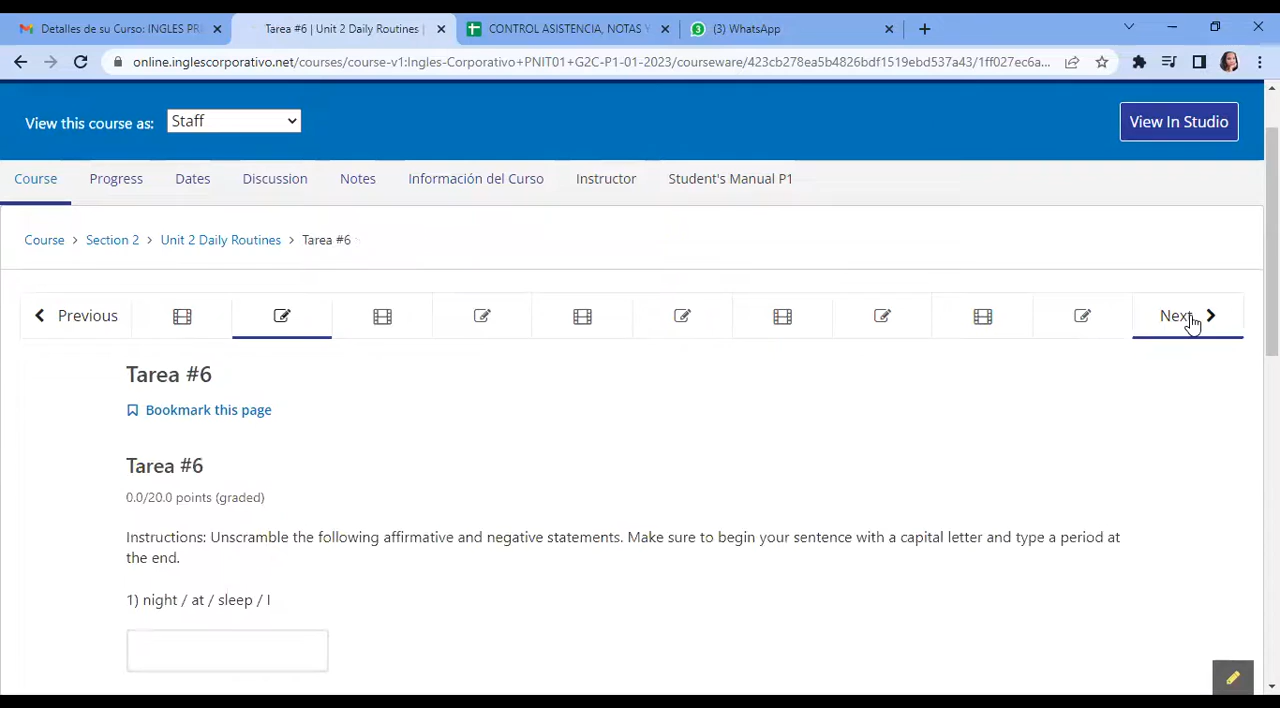 Detalles de su Curso: INGLES PRI
Tarea #6 | Unit 2 Daily Routines |
CONTROL ASISTENCIA, NOTAS Y
(3) WhatsApp
online.inglescorporativo.net/courses/course-v1:Ingles-Corporativo+PNIT01+G2C-P1-01-2023/courseware/423cb278ea5b4826bdf1519ebd537a43/1ff027ec6a...
View this course as: Staff
View In Studio
Course Progress Dates Discussion Notes Información del Curso Instructor Student's Manual P1
Course > Section 2 > Unit 2 Daily Routines > Tarea #6
Previous
Next
Tarea #6
Bookmark this page
Tarea #6
0.0/20.0 points (graded)
Instructions: Unscramble the following affirmative and negative statements. Make sure to begin your sentence with a capital letter and type a period at
the end.
1) night / at / sleep / I